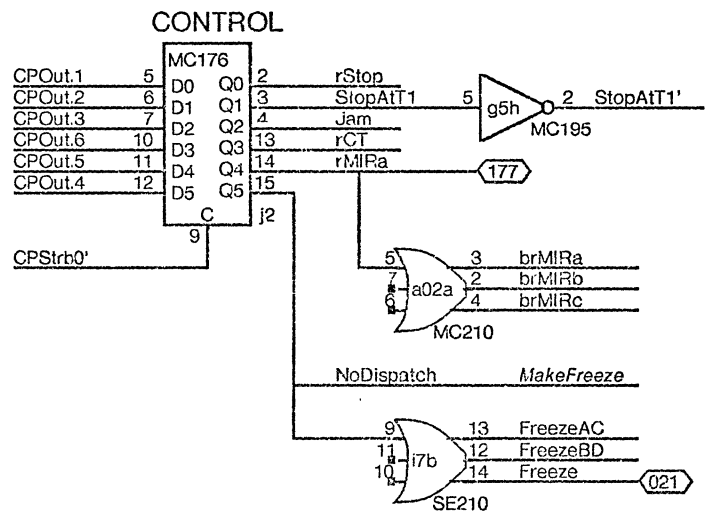 CONTROL
MC176
CPOut.1 5 D0 Q0 2 rStop
CPOut.2 6 D1 Q1 3 StopAtT1 5 g5h 2 StopAtT1'
CPOut.3 7 D2 Q2 4 Jam MC195
CPOut.6 10 D3 Q3 13 rCT
CPOut.5 11 D4 Q4 14 rMIRa 177
CPOut.4 12 D5 Q5 15
C j2
9
CPStrb0'
5 3 brMIRa
7 a02a 2 brMIRb
6 4 brMIRc
MC210
NoDispatch MakeFreeze
9 13 FreezeAC
11 i7b 12 FreezeBD
10 14 Freeze 021
SE210